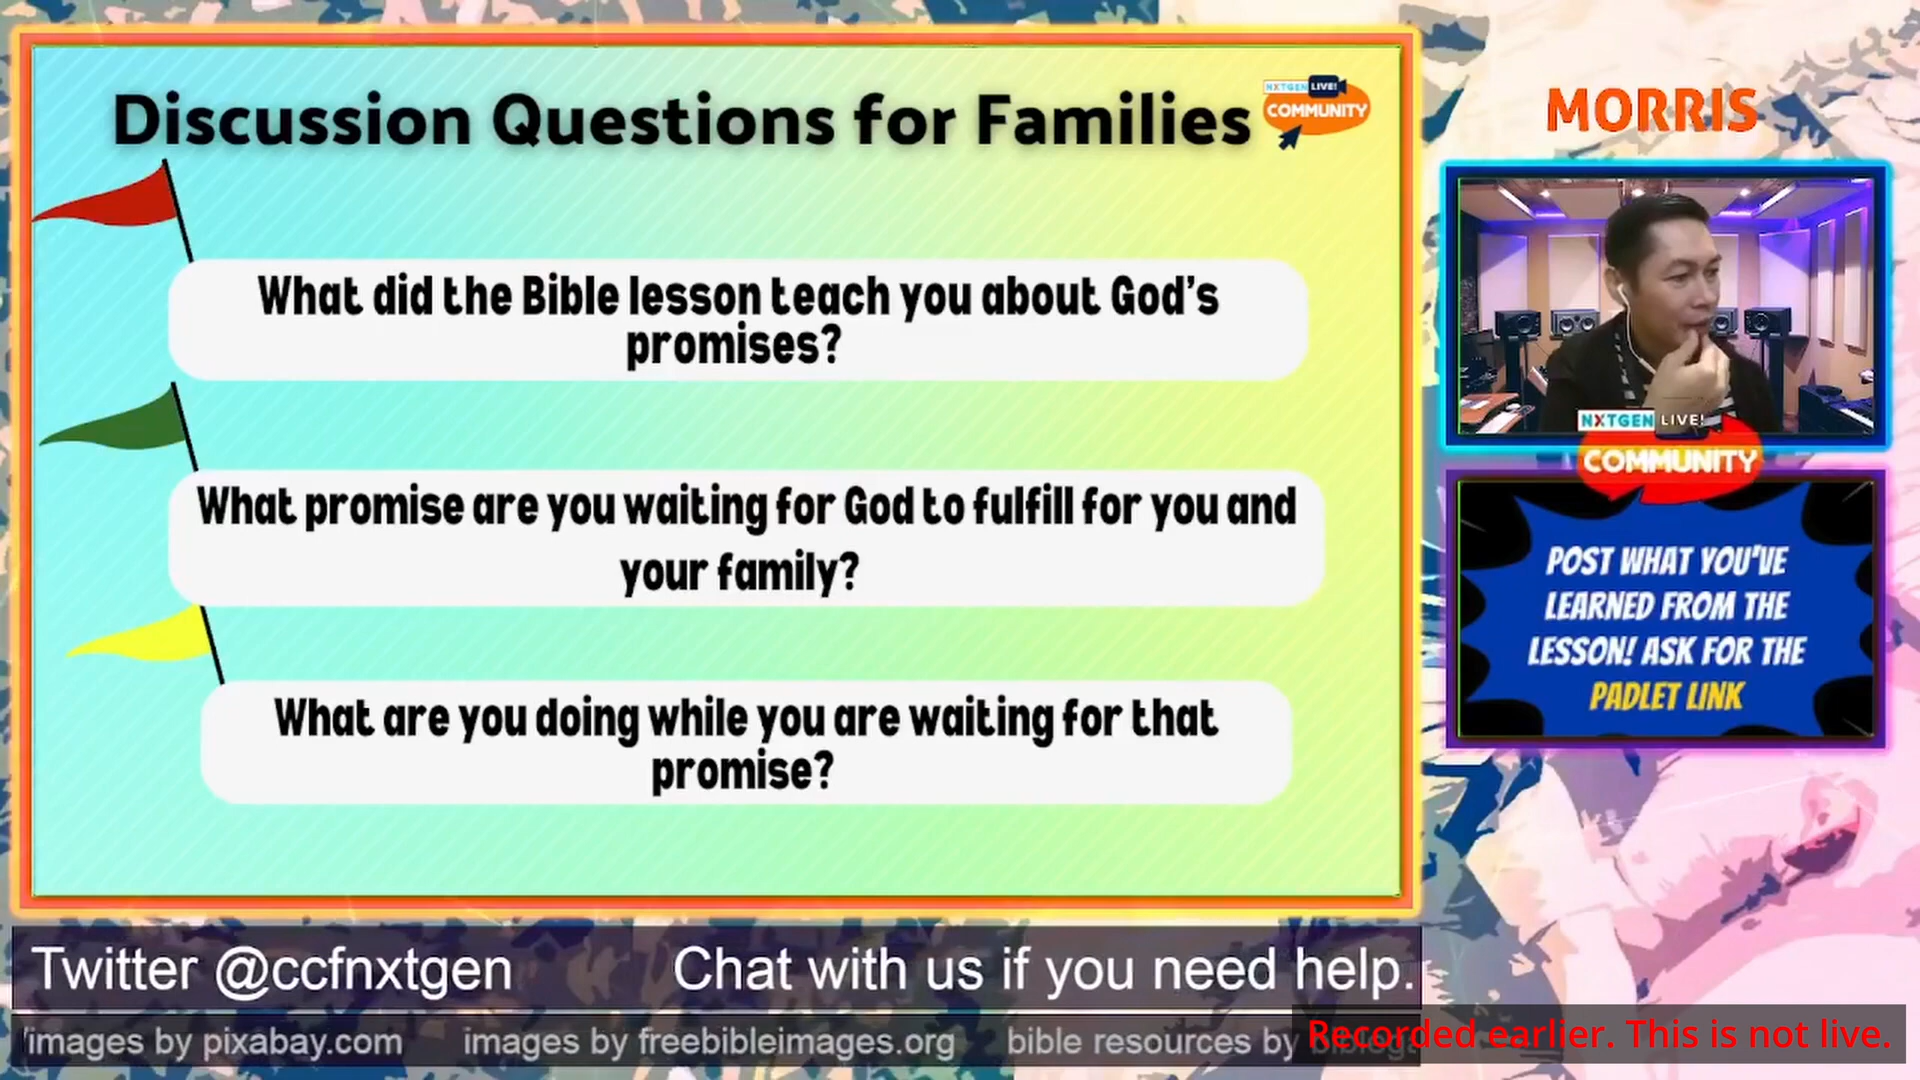 Discussion Questions for Families
NXTGEN LIVE!
COMMUNITY
What did the Bible lesson teach you about God's
promises?
What promise are you waiting for God to fulfill for you and
your family?
What are you doing while you are waiting for that
promise?
MORRIS
NXTGEN LIVE!
COMMUNITY
POST WHAT YOU'VE
LEARNED FROM THE
LESSON! ASK FOR THE
PADLET LINK
Twitter @ccfnxtgen Chat with us if you need help.
images by pixabay.com images by freebibleimages.org bible resources by
Recorded earlier. This is not live.